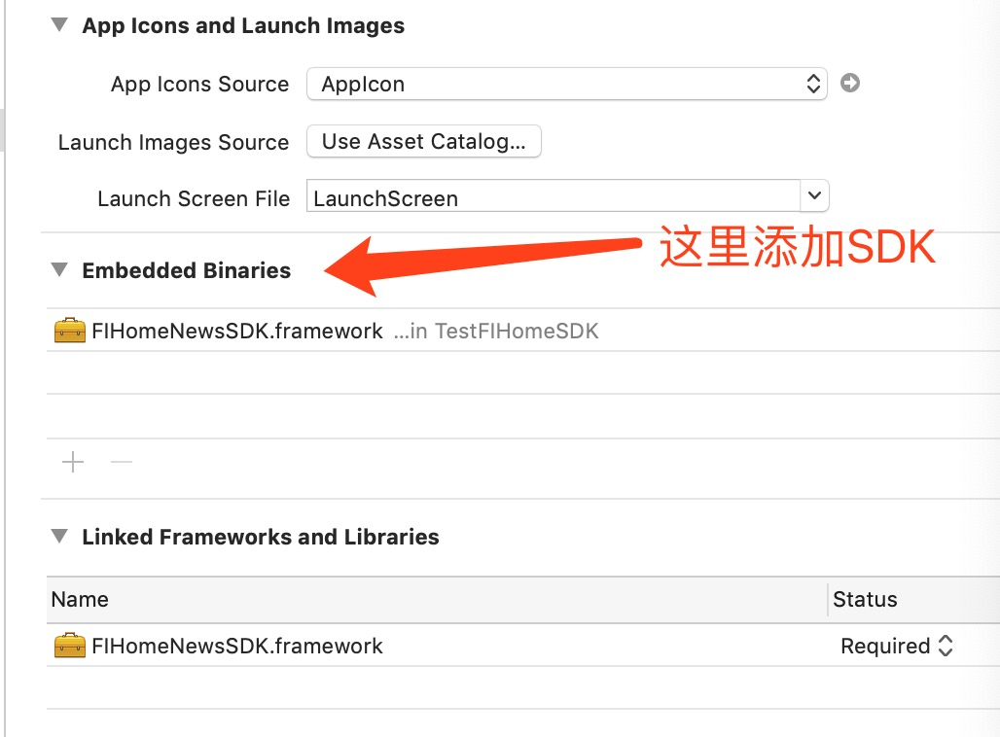 App Icons and Launch Images
App Icons Source AppIcon
Launch Images Source Use Asset Catalog...
Launch Screen File LaunchScreen
这里添加SDK
Embedded Binaries
FIHomeNewsSDK.framework ...in TestFIHomeSDK
Linked Frameworks and Libraries
Name Status
FIHomeNewsSDK.framework Required